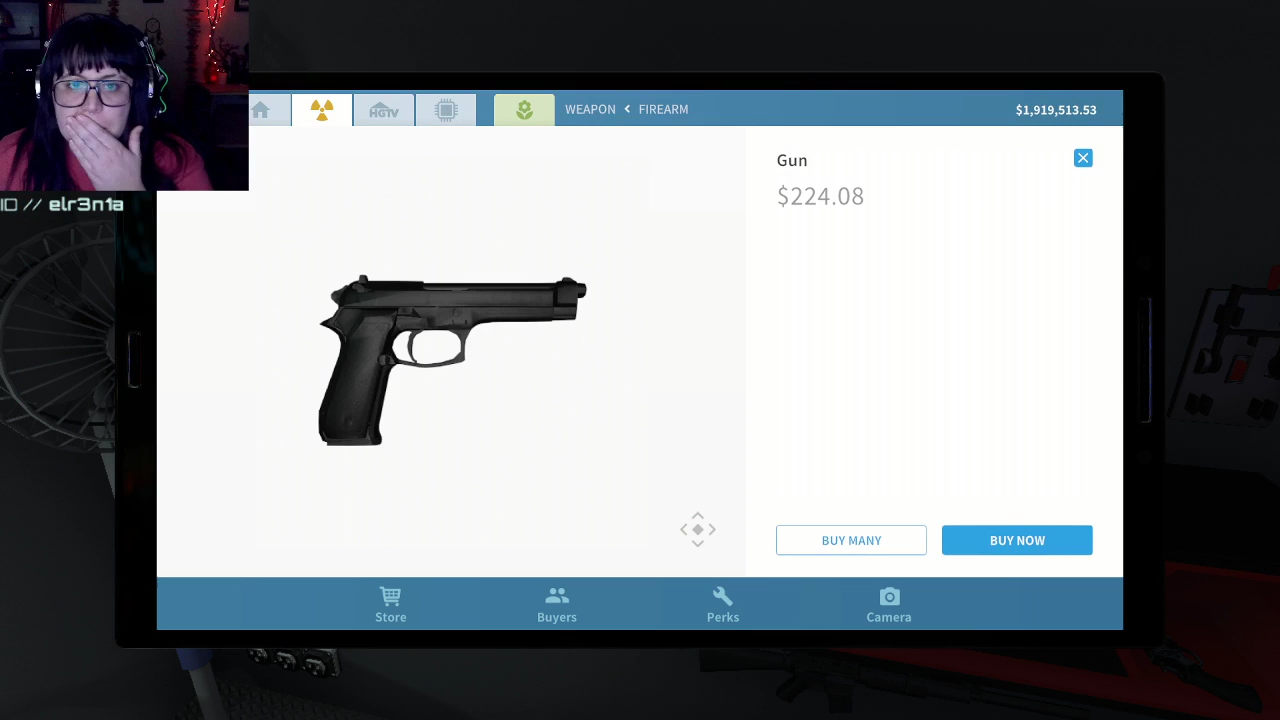 HGTV
WEAPON < FIREARM
$1,919,513.53
Gun
$224.08
ID // elr3n1a
BUY MANY
BUY NOW
Store
Buyers
Perks
Camera